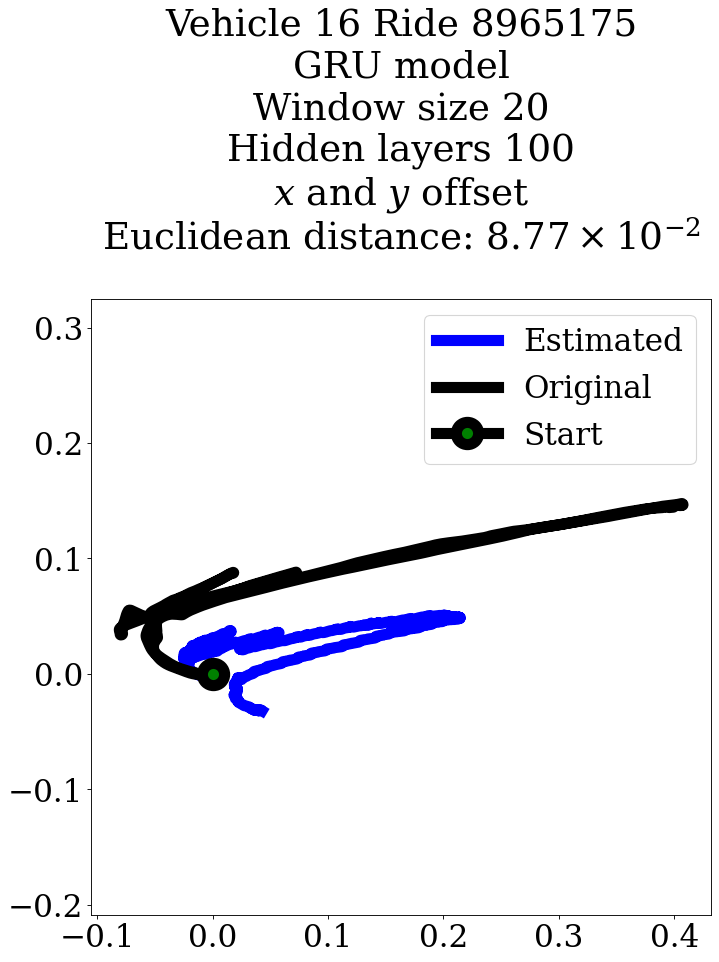 Vehicle 16 Ride 8965175
GRU model
Window size 20
Hidden layers 100
x and y offset
Euclidean distance: 8.77 × 10⁻²
Estimated
Original
Start
0.3
0.2
0.1
0.0
−0.1
−0.2
−0.1 0.0 0.1 0.2 0.3 0.4